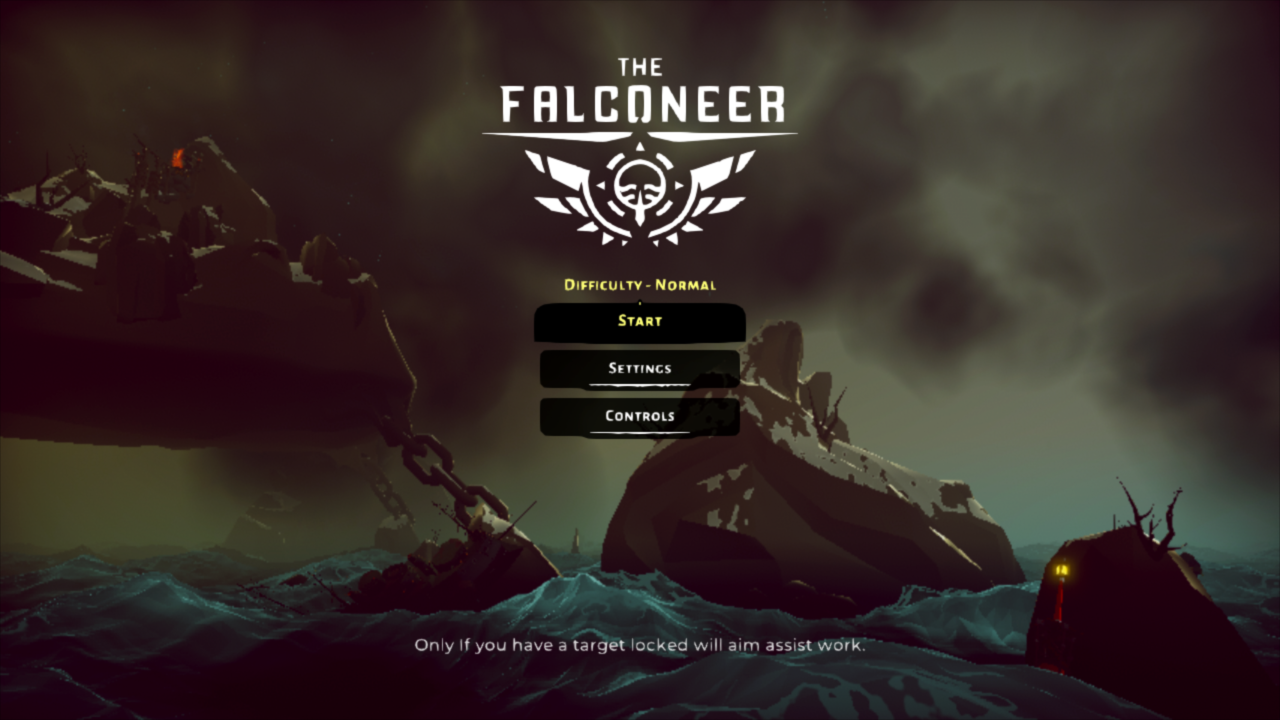 THE
FALCONEER
DIFFICULTY - NORMAL
START
SETTINGS
CONTROLS
Only If you have a target locked will aim assist work.